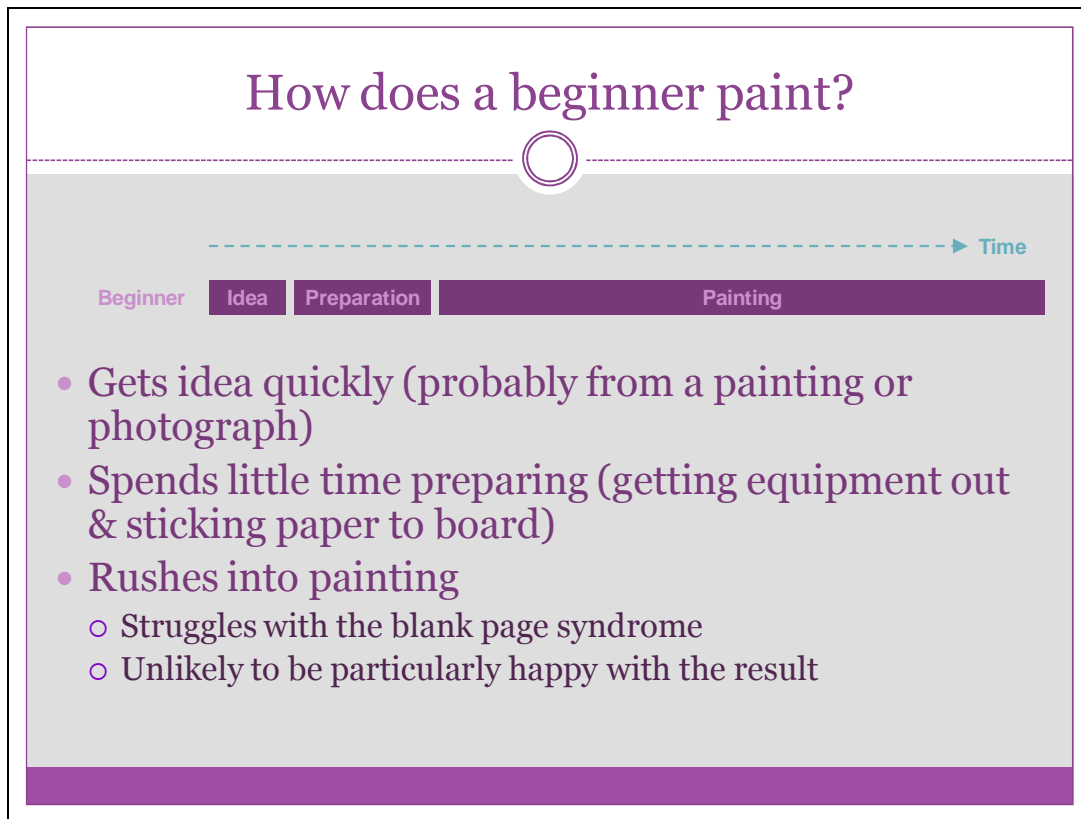 How does a beginner paint?
Time
Beginner Idea Preparation Painting
• Gets idea quickly (probably from a painting or
photograph)
• Spends little time preparing (getting equipment out
& sticking paper to board)
• Rushes into painting
○ Struggles with the blank page syndrome
○ Unlikely to be particularly happy with the result